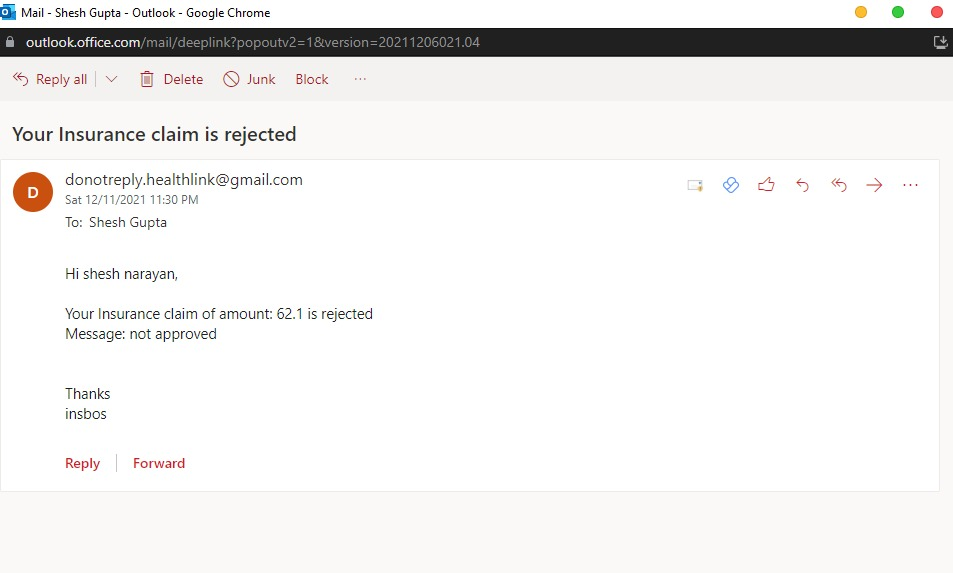 Mail - Shesh Gupta - Outlook - Google Chrome
outlook.office.com/mail/deeplink?popoutv2=1&version=20211206021.04
Reply all Delete Junk Block ...
Your Insurance claim is rejected
D
donotreply.healthlink@gmail.com
Sat 12/11/2021 11:30 PM
To: Shesh Gupta
Hi shesh narayan,
Your Insurance claim of amount: 62.1 is rejected
Message: not approved
Thanks
insbos
Reply Forward